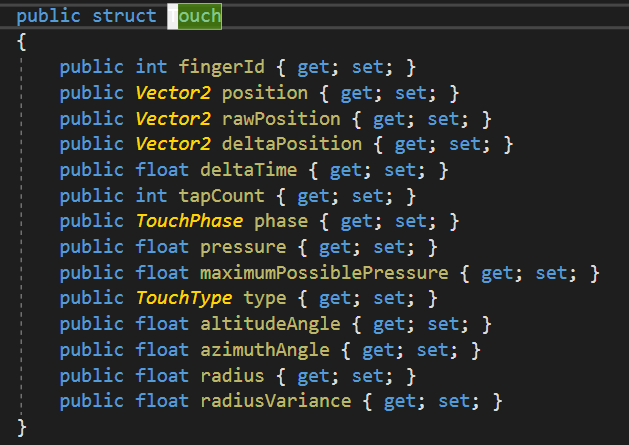 public struct Touch
{
public int fingerId { get; set; }
public Vector2 position { get; set; }
public Vector2 rawPosition { get; set; }
public Vector2 deltaPosition { get; set; }
public float deltaTime { get; set; }
public int tapCount { get; set; }
public TouchPhase phase { get; set; }
public float pressure { get; set; }
public float maximumPossiblePressure { get; set; }
public TouchType type { get; set; }
public float altitudeAngle { get; set; }
public float azimuthAngle { get; set; }
public float radius { get; set; }
public float radiusVariance { get; set; }
}